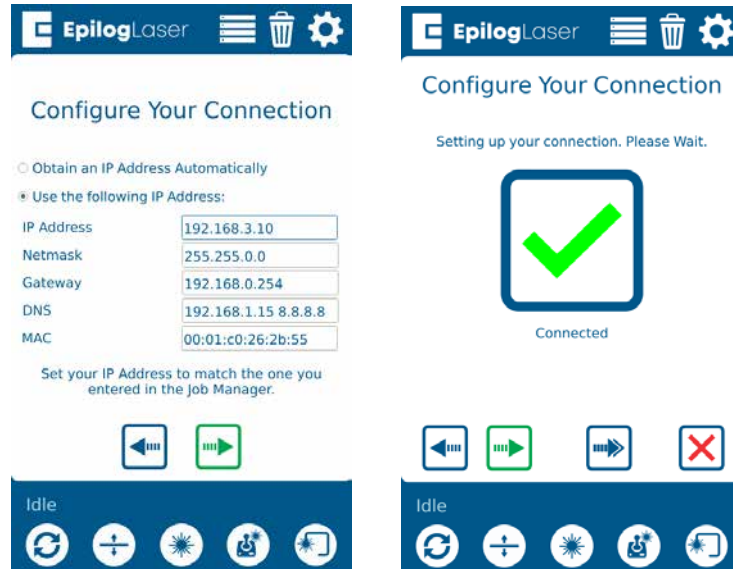 EpilogLaser
Configure Your Connection
Obtain an IP Address Automatically
Use the following IP Address:
IP Address 192.168.3.10
Netmask 255.255.0.0
Gateway 192.168.0.254
DNS 192.168.1.15 8.8.8.8
MAC 00:01:c0:26:2b:55
Set your IP Address to match the one you
entered in the Job Manager.
Idle
EpilogLaser
Configure Your Connection
Setting up your connection. Please Wait.
Connected
Idle